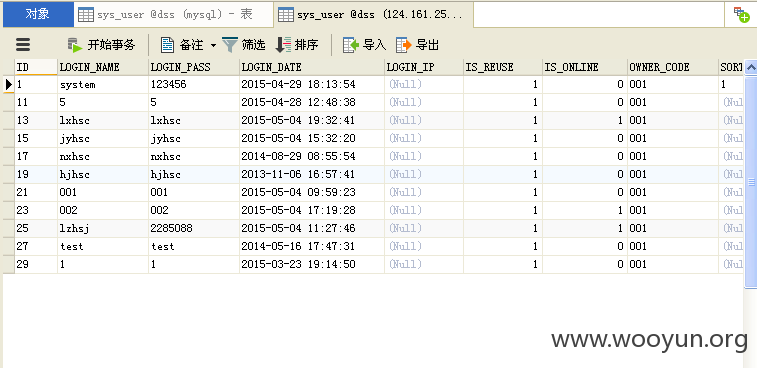 对象 sys_user @dss (mysql) - 表 sys_user @dss (124.161.25...
开始事务 备注 筛选 排序 导入 导出
ID LOGIN_NAME LOGIN_PASS LOGIN_DATE LOGIN_IP IS_REUSE IS_ONLINE OWNER_CODE SORT
1 system 123456 2015-04-29 18:13:54 (Null) 1 0 001 1
11 5 5 2015-04-28 12:48:38 (Null) 1 0 001 (Nul
13 lxhsc lxhsc 2015-05-04 19:32:41 (Null) 1 1 001 (Nul
15 jyhsc jyhsc 2015-05-04 15:32:20 (Null) 1 0 001 (Nul
17 nxhsc nxhsc 2014-08-29 08:55:54 (Null) 1 0 001 (Nul
19 hjhsc hjhsc 2013-11-06 16:57:41 (Null) 1 0 001 (Nul
21 001 001 2015-05-04 09:59:23 (Null) 1 0 001 (Nul
23 002 002 2015-05-04 17:19:28 (Null) 1 1 001 (Nul
25 lzhsj 2285088 2015-05-04 11:27:46 (Null) 1 1 001 (Nul
27 test test 2014-05-16 17:47:31 (Null) 1 0 001 (Nul
29 1 1 2015-03-23 19:14:50 (Null) 1 0 001 (Nul
www.wooyun.org